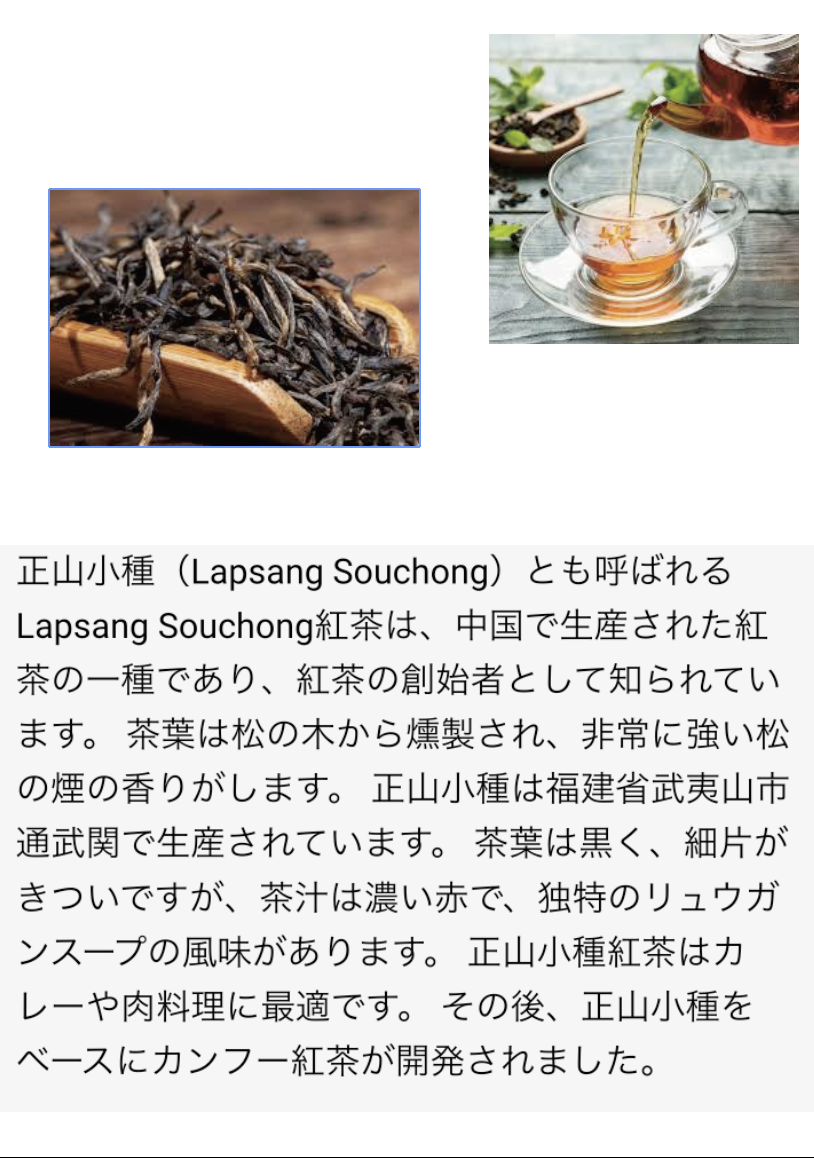 正山小種（Lapsang Souchong）とも呼ばれる
Lapsang Souchong紅茶は、中国で生産された紅
茶の一種であり、紅茶の創始者として知られてい
ます。 茶葉は松の木から燻製され、非常に強い松
の煙の香りがします。 正山小種は福建省武夷山市
通武関で生産されています。 茶葉は黒く、細片が
きついですが、茶汁は濃い赤で、独特のリュウガ
ンスープの風味があります。 正山小種紅茶はカ
レーや肉料理に最適です。 その後、正山小種を
ベースにカンフー紅茶が開発されました。